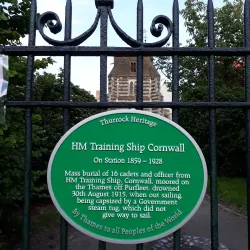 Thurrock Heritage
HM Training Ship Cornwall
On Station 1859 - 1928
Mass burial of 16 cadets and officer from
HM Training Ship, Cornwall, moored on
the Thames off Purfleet, drowning
30th August 1915, when out sailing
being capsized by a Government
steam tug, which did not
give way to sail.
By Thames to all Peoples of the World